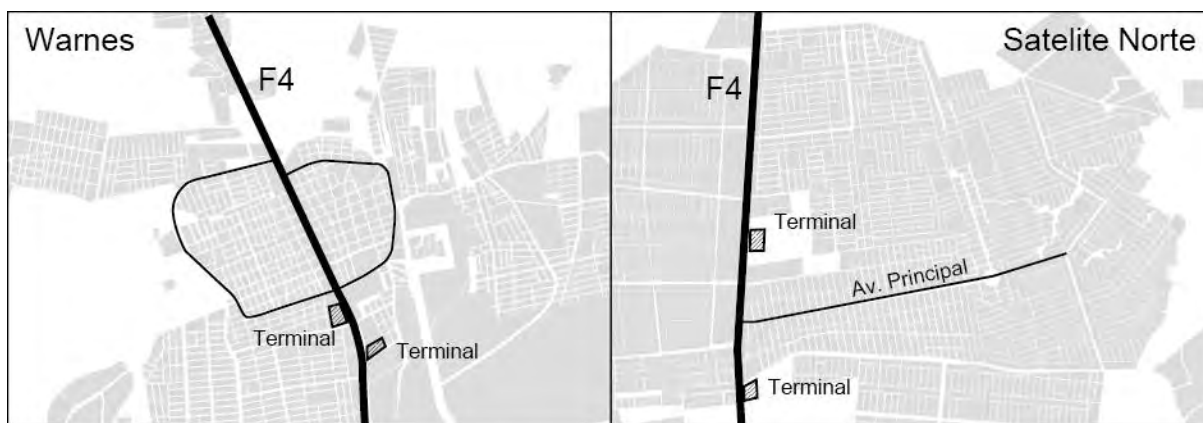 Warnes
F4
Terminal
Terminal
Satelite Norte
F4
Terminal
Av. Principal
Terminal